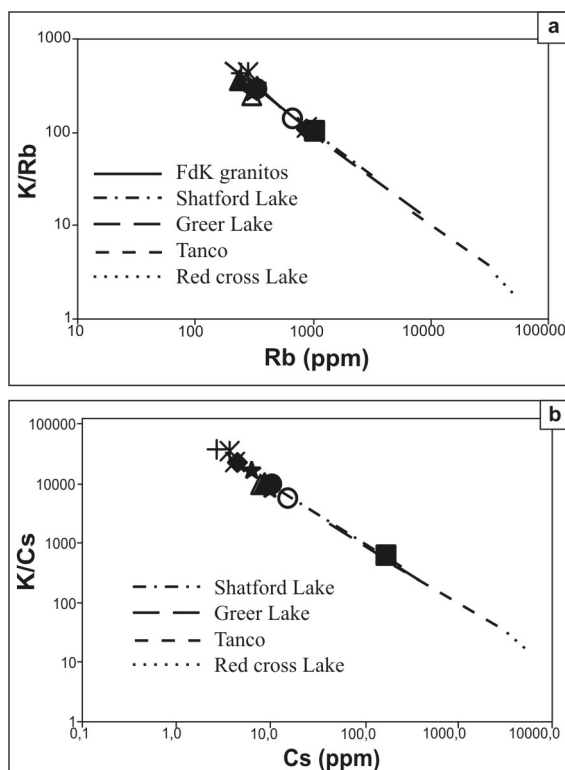 a
1000
100
10
1
K/Rb
FdK granitos
Shatford Lake
Greer Lake
Tanco
Red cross Lake
10 100 1000 10000 100000
Rb (ppm)
b
100000
10000
1000
100
10
1
K/Cs
Shatford Lake
Greer Lake
Tanco
Red cross Lake
0,1 1,0 10,0 100,0 1000,0 10000,0
Cs (ppm)